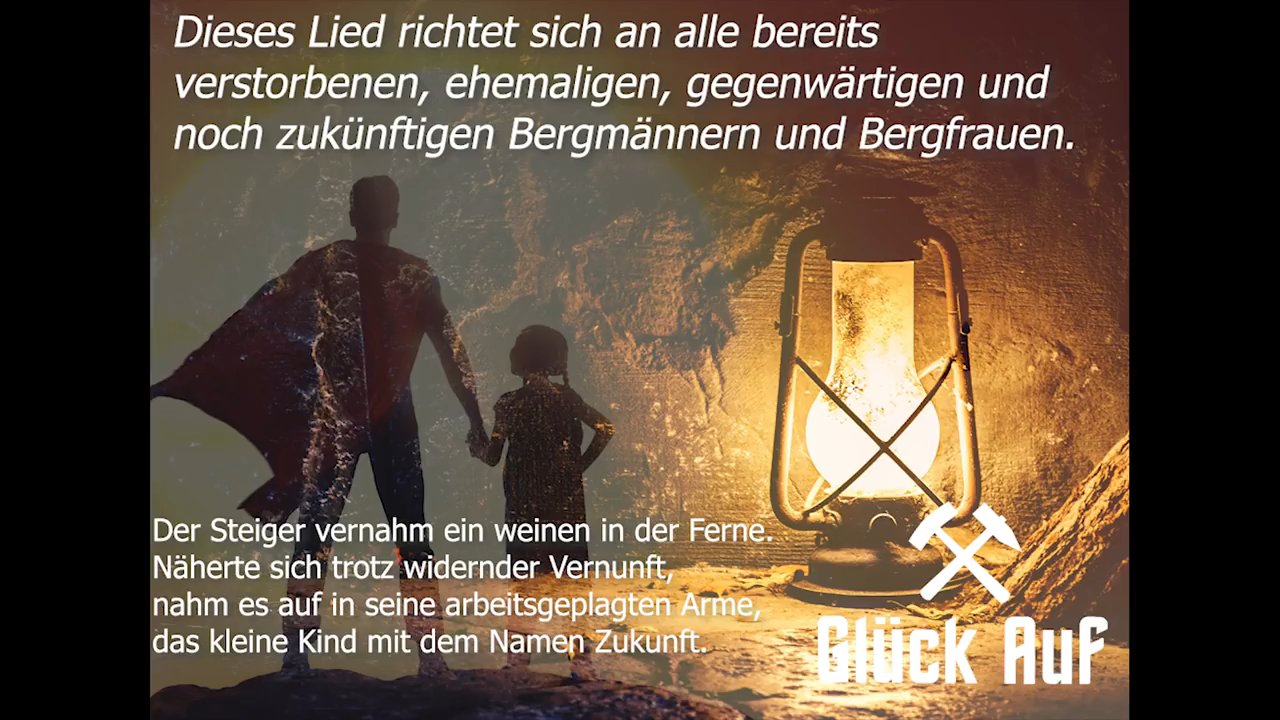 Dieses Lied richtet sich an alle bereits
verstorbenen, ehemaligen, gegenwärtigen und
noch zukünftigen Bergmännern und Bergfrauen.
Der Steiger vernahm ein weinen in der Ferne.
Näherte sich trotz widernder Vernunft,
nahm es auf in seine arbeitsgeplagten Arme,
das kleine Kind mit dem Namen Zukunft.
Glück Auf